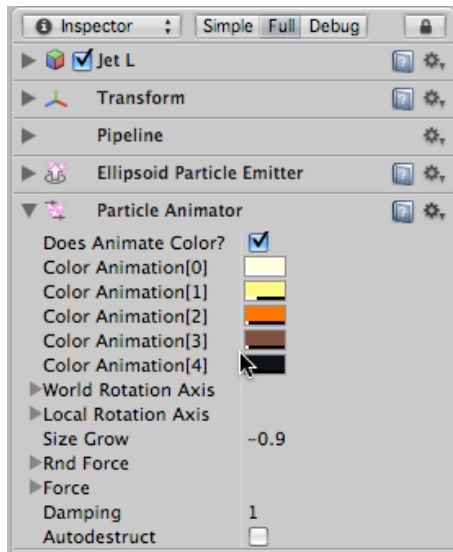 Inspector Simple Full Debug
Jet L
Transform
Pipeline
Ellipsoid Particle Emitter
Particle Animator
Does Animate Color?
Color Animation[0]
Color Animation[1]
Color Animation[2]
Color Animation[3]
Color Animation[4]
World Rotation Axis
Local Rotation Axis
Size Grow -0.9
Rnd Force
Force
Damping 1
Autodestruct